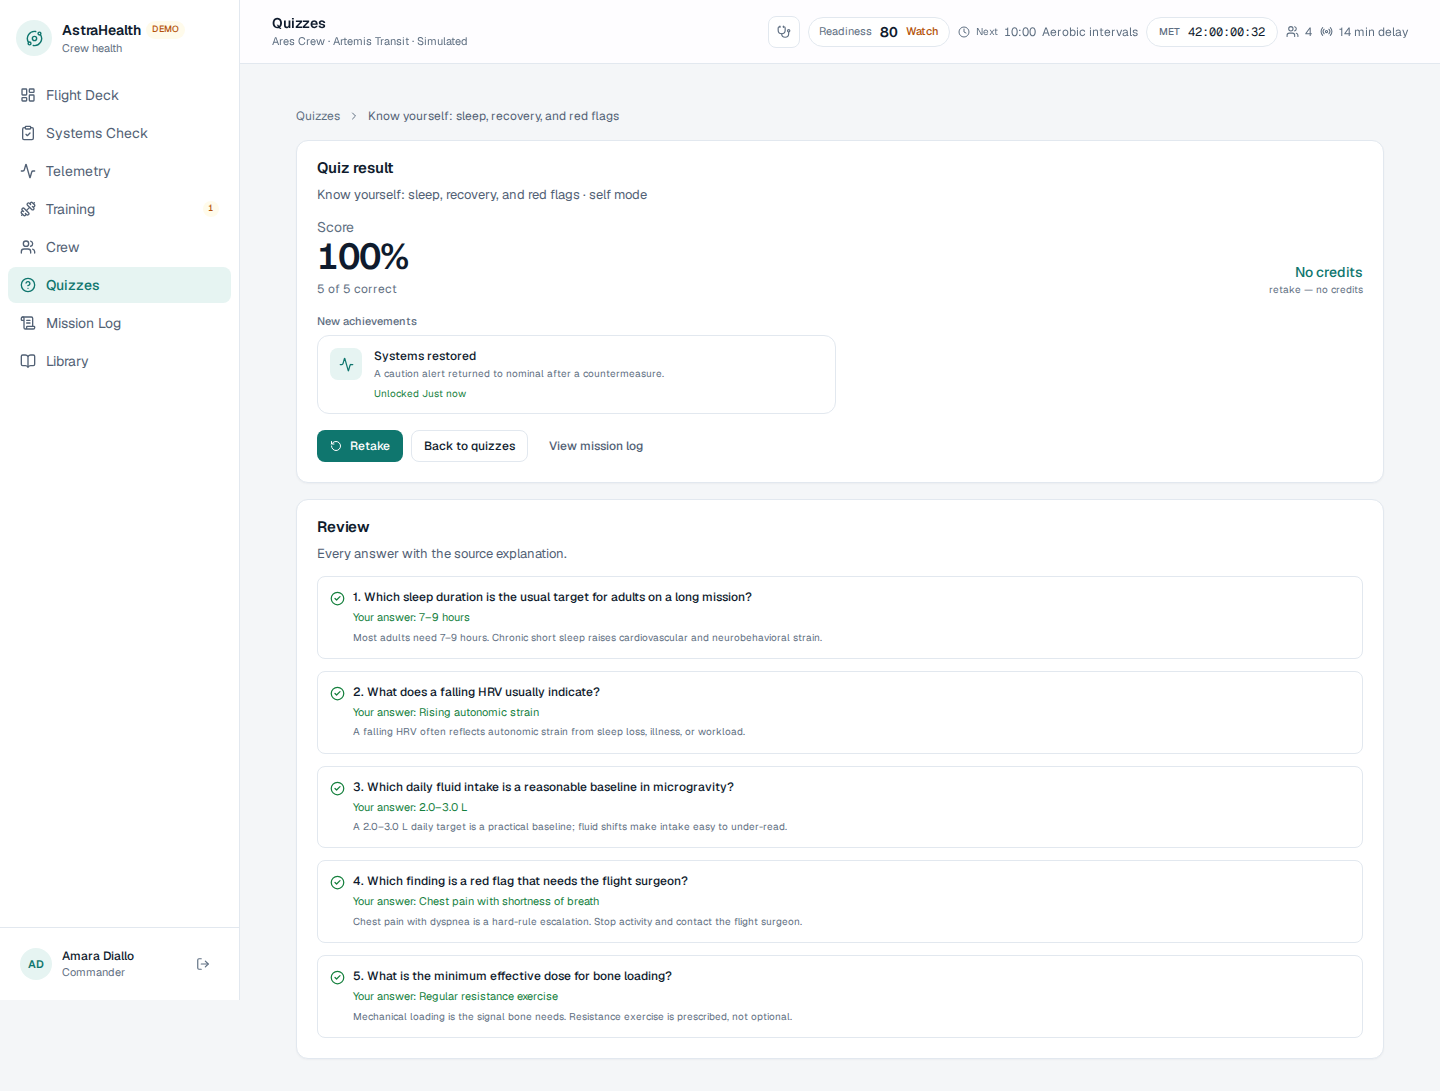 AstraHealth DEMO
Crew health
Flight Deck
Systems Check
Telemetry
Training 1
Crew
Quizzes
Mission Log
Library
AD Amara Diallo
Commander
Quizzes
Ares Crew · Artemis Transit · Simulated
Readiness 80 Watch
Next 10:00 Aerobic intervals
MET 42:00:00:32
4
14 min delay
Quizzes > Know yourself: sleep, recovery, and red flags
Quiz result
Know yourself: sleep, recovery, and red flags · self mode
Score
100%
5 of 5 correct
No credits
retake — no credits
New achievements
Systems restored
A caution alert returned to nominal after a countermeasure.
Unlocked Just now
Retake
Back to quizzes
View mission log
Review
Every answer with the source explanation.
1. Which sleep duration is the usual target for adults on a long mission?
Your answer: 7–9 hours
Most adults need 7–9 hours. Chronic short sleep raises cardiovascular and neurobehavioral strain.
2. What does a falling HRV usually indicate?
Your answer: Rising autonomic strain
A falling HRV often reflects autonomic strain from sleep loss, illness, or workload.
3. Which daily fluid intake is a reasonable baseline in microgravity?
Your answer: 2.0–3.0 L
A 2.0–3.0 L daily target is a practical baseline; fluid shifts make intake easy to under-read.
4. Which finding is a red flag that needs the flight surgeon?
Your answer: Chest pain with shortness of breath
Chest pain with dyspnea is a hard-rule escalation. Stop activity and contact the flight surgeon.
5. What is the minimum effective dose for bone loading?
Your answer: Regular resistance exercise
Mechanical loading is the signal bone needs. Resistance exercise is prescribed, not optional.